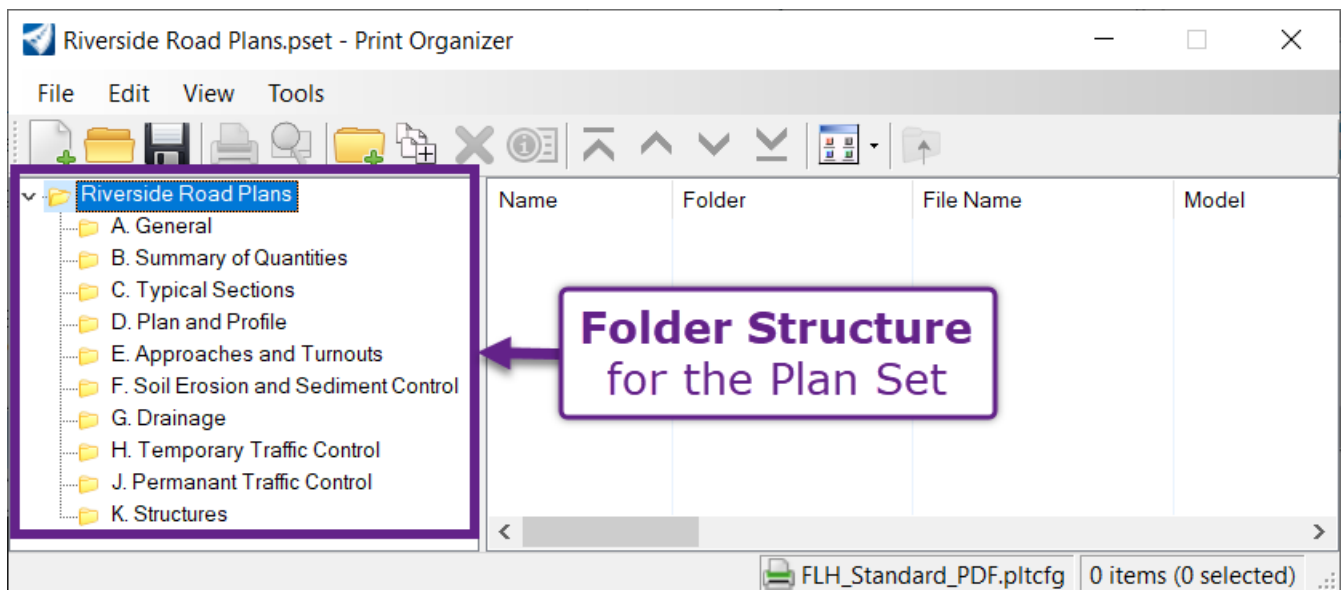 Riverside Road Plans.pset - Print Organizer
File Edit View Tools
Riverside Road Plans
A. General
B. Summary of Quantities
C. Typical Sections
D. Plan and Profile
E. Approaches and Turnouts
F. Soil Erosion and Sediment Control
G. Drainage
H. Temporary Traffic Control
J. Permanant Traffic Control
K. Structures
Name Folder File Name Model
Folder Structure
for the Plan Set
FLH_Standard_PDF.pltcfg 0 items (0 selected)